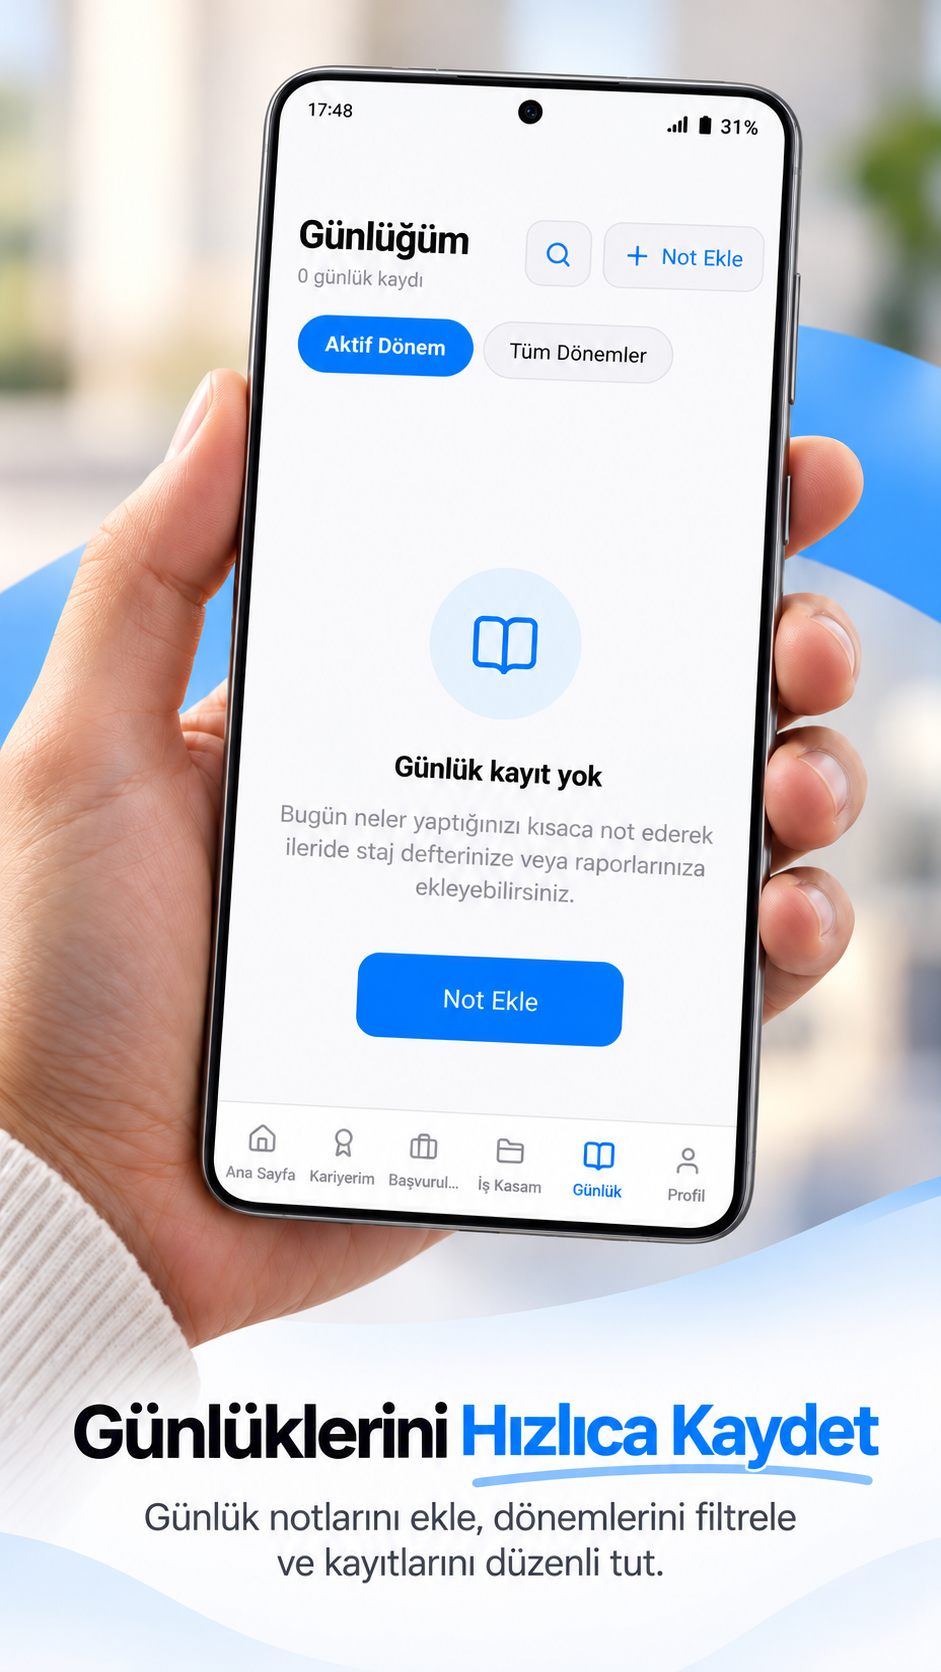 17:48
31%
Günlüğüm
0 günlük kaydı
Not Ekle
Aktif Dönem
Tüm Dönemler
Günlük kayıt yok
Bugün neler yaptığınızı kısaca not ederek
ileride staj defterinize veya raporlarınıza
ekleyebilirsiniz.
Not Ekle
Ana Sayfa
Kariyerim
Başvurul...
İş Kasam
Günlük
Profil
Günlüklerini Hızlıca Kaydet
Günlük notlarını ekle, dönemlerini filtrele
ve kayıtlarını düzenli tut.